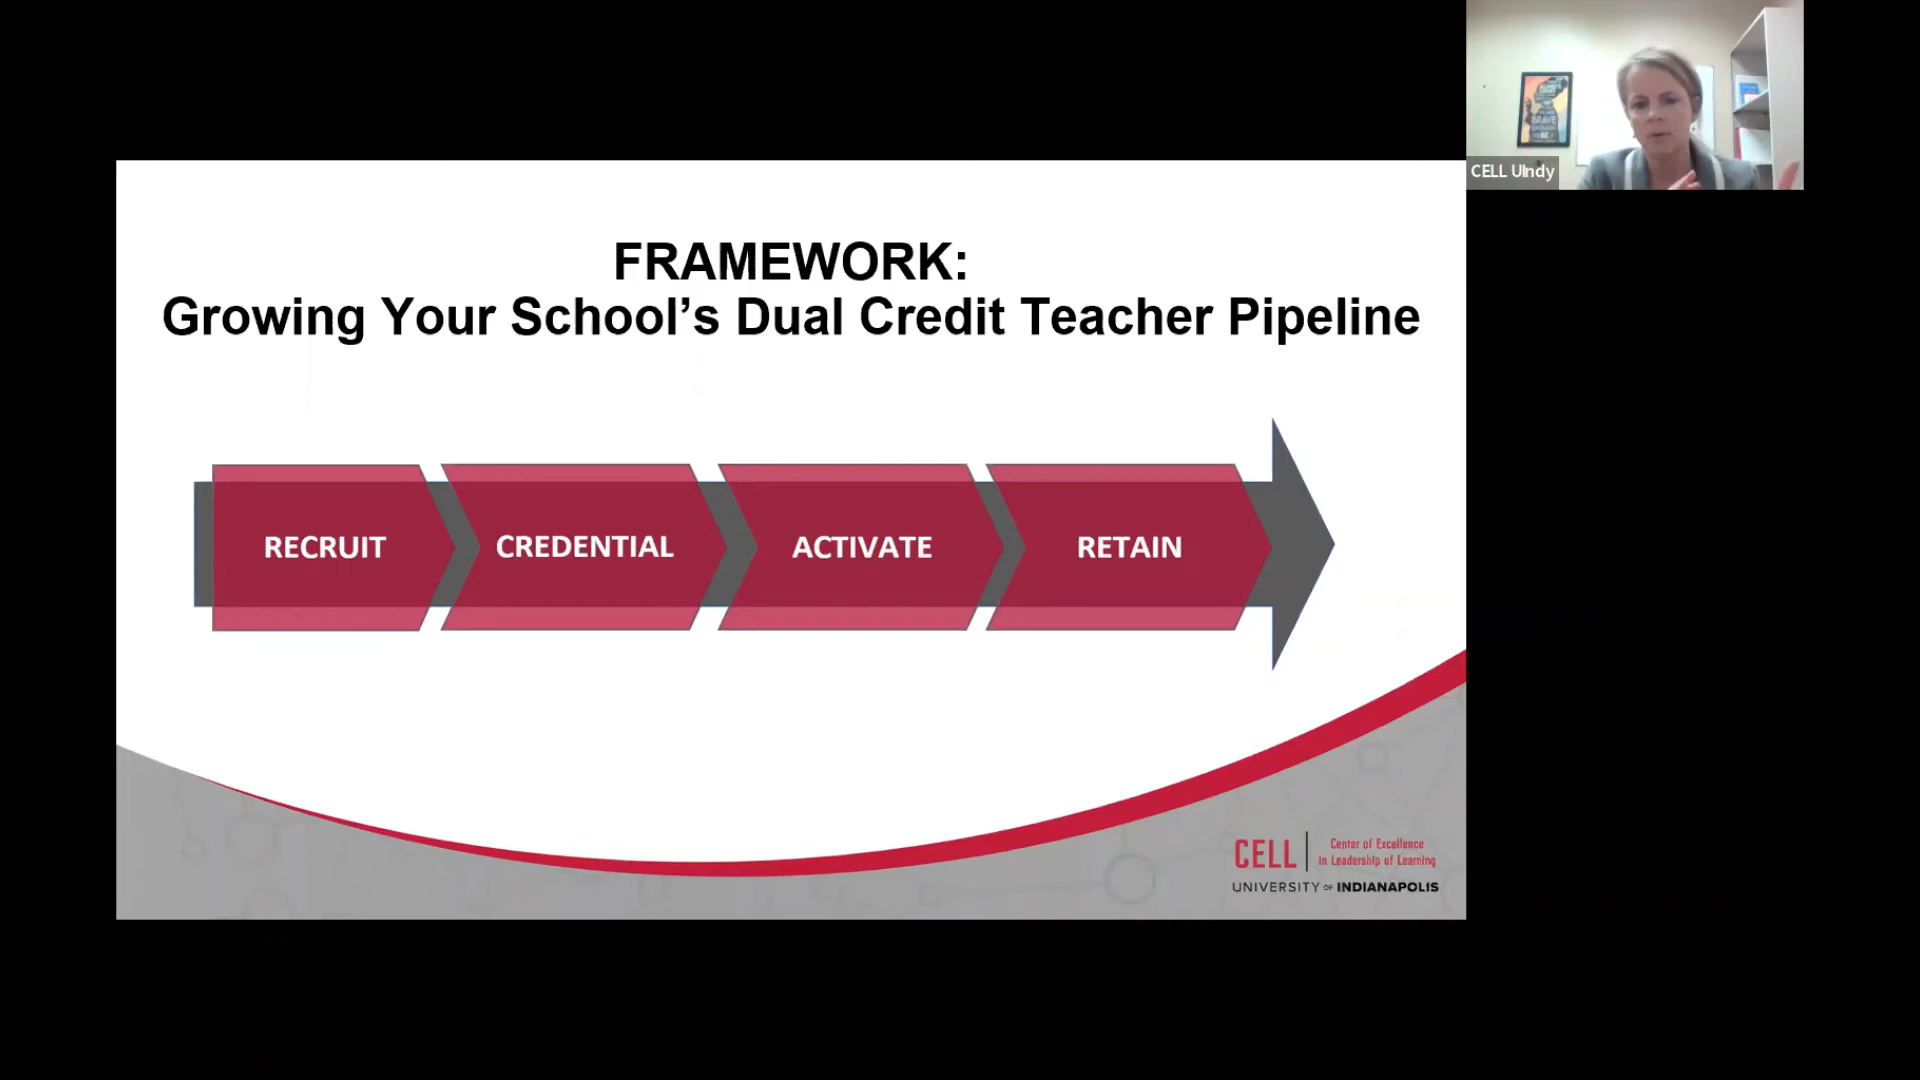 FRAMEWORK:
Growing Your School’s Dual Credit Teacher Pipeline
RECRUIT
CREDENTIAL
ACTIVATE
RETAIN
CELL
Center of Excellence
in Leadership of Learning
UNIVERSITY OF INDIANAPOLIS
BRAVE
CELL UIndy